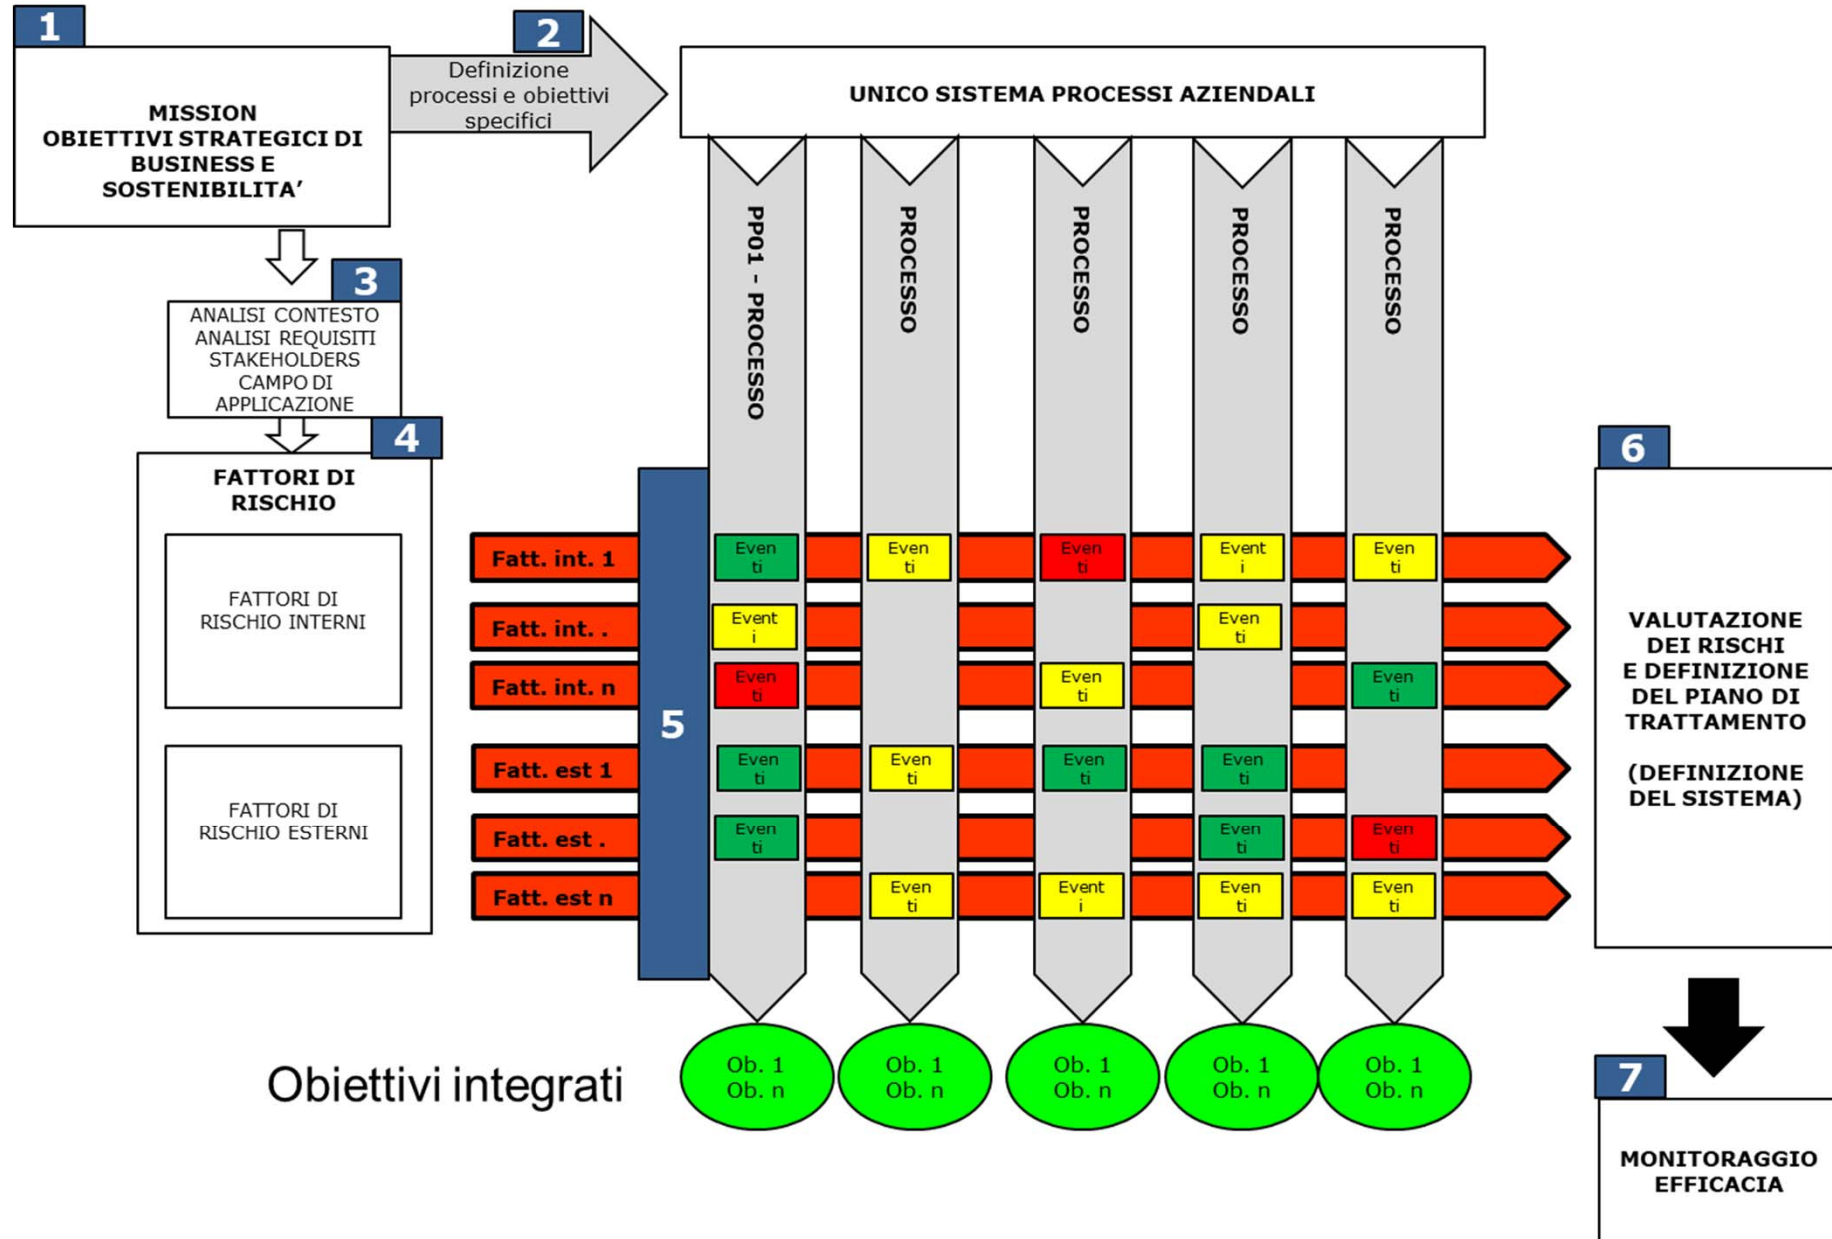 1
MISSION
OBIETTIVI STRATEGICI DI
BUSINESS E
SOSTENIBILITA’
2
Definizione
processi e obiettivi
specifici
UNICO SISTEMA PROCESSI AZIENDALI
3
ANALISI CONTESTO
ANALISI REQUISITI
STAKEHOLDERS
CAMPO DI
APPLICAZIONE
4
FATTORI DI
RISCHIO
FATTORI DI
RISCHIO INTERNI
FATTORI DI
RISCHIO ESTERNI
PP01 - PROCESSO
PROCESSO
PROCESSO
PROCESSO
PROCESSO
5
Fatt. int. 1
Even
ti
Even
ti
Even
ti
Event
i
Even
ti
Fatt. int. .
Event
i
Even
ti
Fatt. int. n
Even
ti
Even
ti
Even
ti
Fatt. est 1
Even
ti
Even
ti
Even
ti
Even
ti
Fatt. est .
Even
ti
Even
ti
Even
ti
Fatt. est n
Even
ti
Event
i
Even
ti
Even
ti
6
VALUTAZIONE
DEI RISCHI
E DEFINIZIONE
DEL PIANO DI
TRATTAMENTO
(DEFINIZIONE
DEL SISTEMA)
Obiettivi integrati
Ob. 1
Ob. n
Ob. 1
Ob. n
Ob. 1
Ob. n
Ob. 1
Ob. n
Ob. 1
Ob. n
7
MONITORAGGIO
EFFICACIA